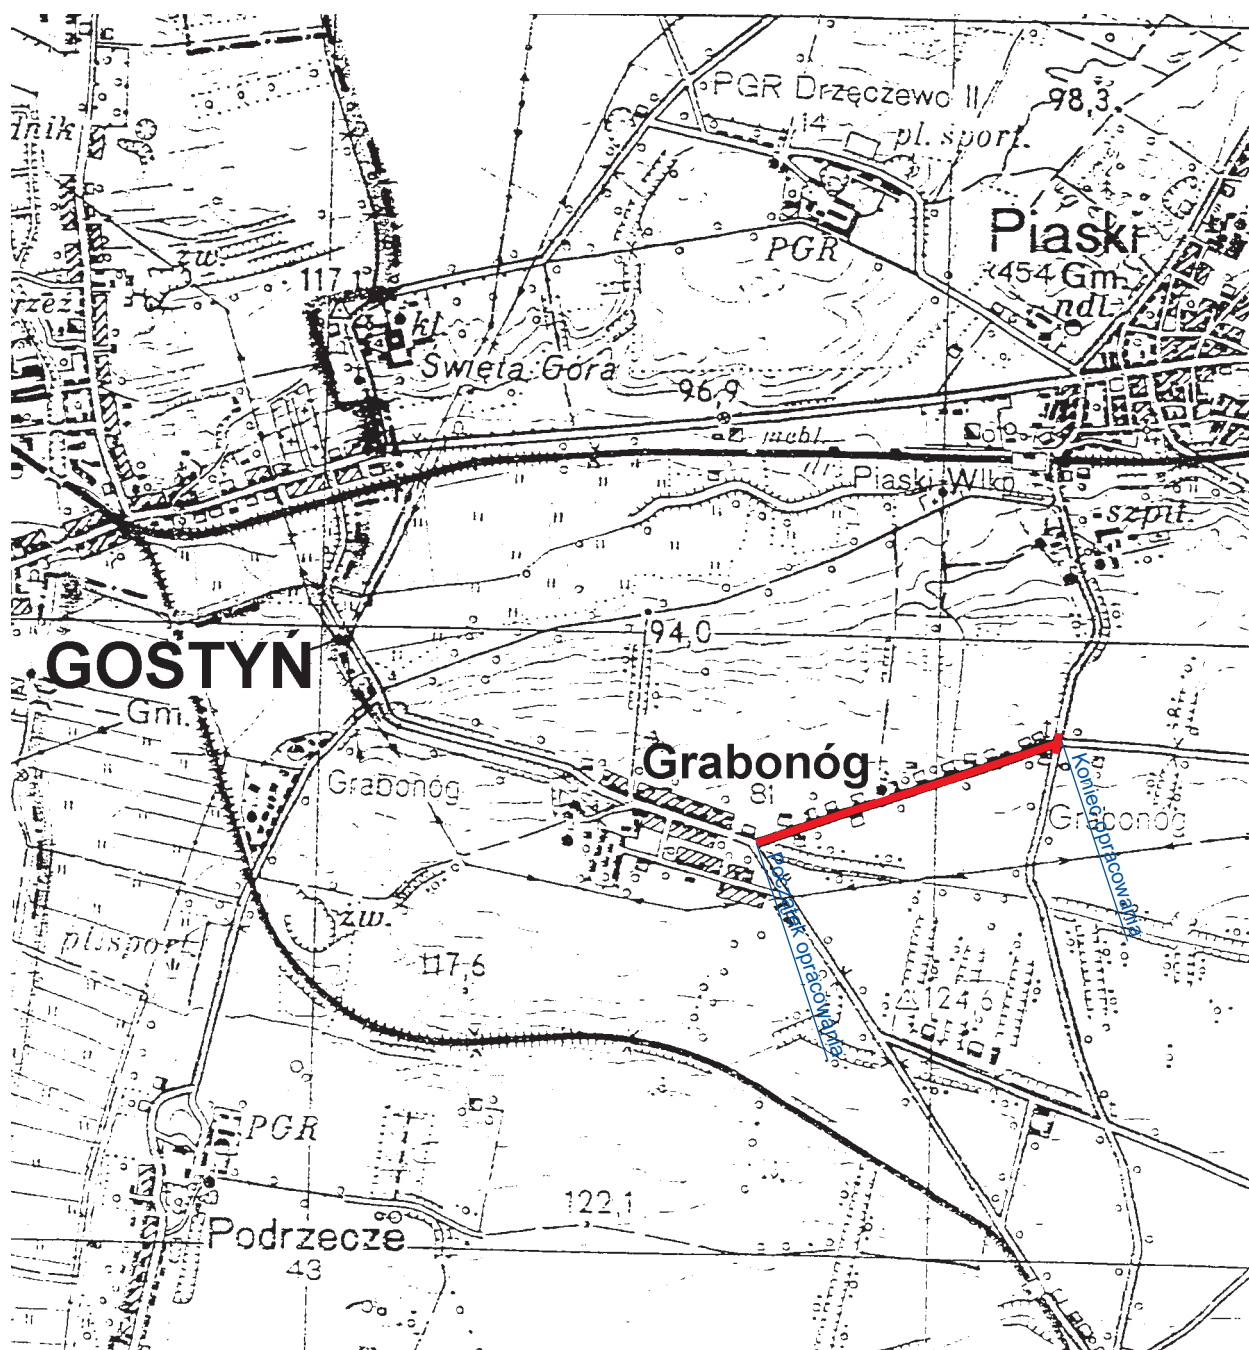 PGR Drzęczewo II
14
98,3
pl. sport.
żw.
117,1
Piaski
454 Gm.
ndl.
PGR
kl.
Święta Góra
96,9
mebl.
Piaski Wlkp.
szpit.
94,0
GOSTYŃ
Gm.
Grabonóg
Grabonóg
81
Grabonóg
Koniec opracowania
Początek opracowania
żw.
pl. sport.
117,6
124,6
PGR
122,1
Podrzecze
43